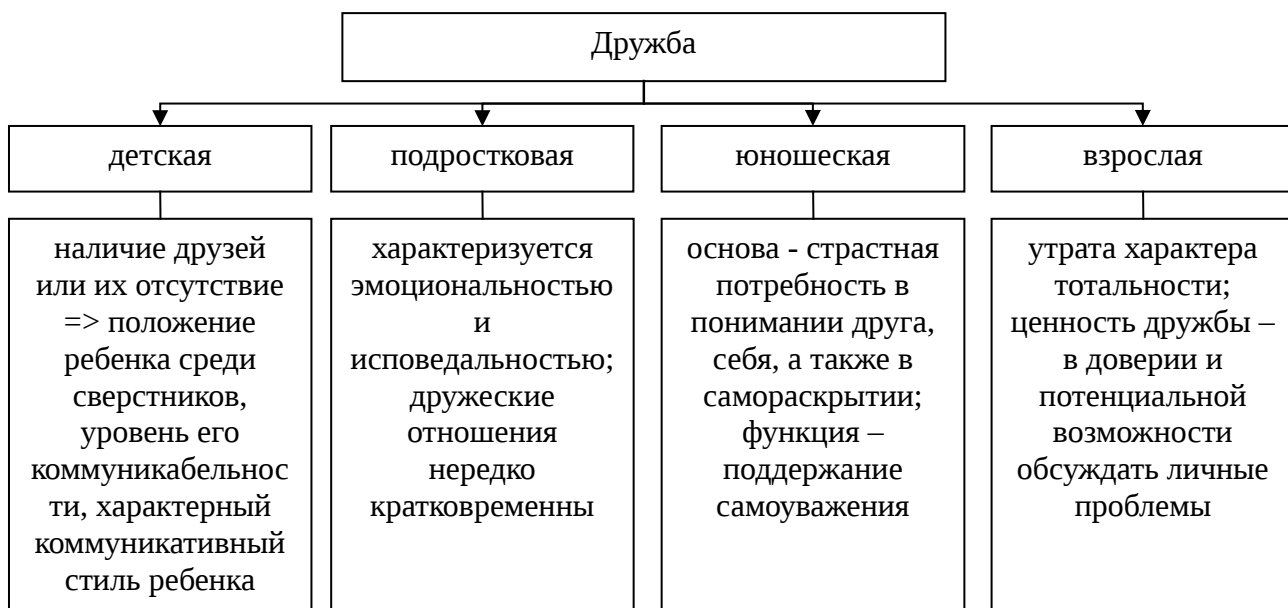 Дружба
детская
подростковая
юношеская
взрослая
наличие друзей
или их отсутствие
=> положение
ребенка среди
сверстников,
уровень его
коммуникабельнос
ти, характерный
коммуникативный
стиль ребенка
характеризуется
эмоциональностью
и
исповедальностью;
дружеские
отношения
нередко
кратковременны
основа - страстная
потребность в
понимании друга,
себя, а также в
самораскрытии;
функция –
поддержание
самоуважения
утрата характера
тотальности;
ценность дружбы –
в доверии и
потенциальной
возможности
обсуждать личные
проблемы